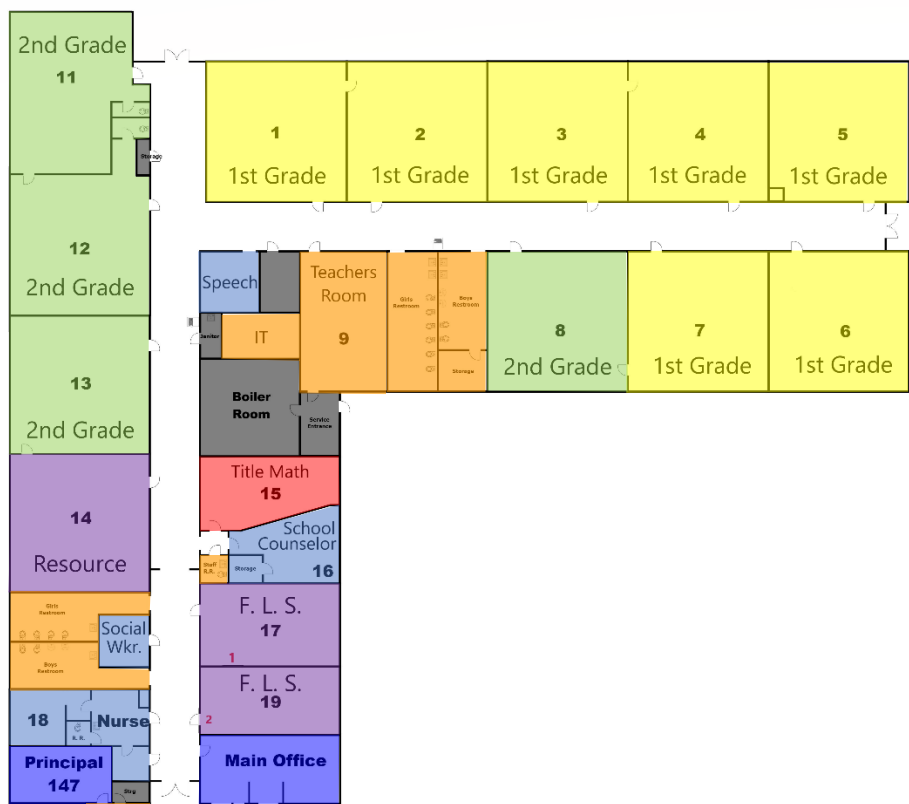 2nd Grade
11
Storage
12
2nd Grade
13
2nd Grade
14
Resource
Girls
Restroom
Social
Wkr.
Boys
Restroom
18
Nurse
R. R.
Principal
147
Stog
1
1st Grade
2
1st Grade
3
1st Grade
4
1st Grade
5
1st Grade
Speech
Teachers
Room
9
Girls
Restroom
Boys
Restroom
Storage
8
2nd Grade
7
1st Grade
6
1st Grade
Janitor
IT
Boiler
Room
Service
Entrance
Title Math
15
School
Counselor
16
Staff
R.R.
Storage
F. L. S.
17
1
F. L. S.
19
2
Main Office